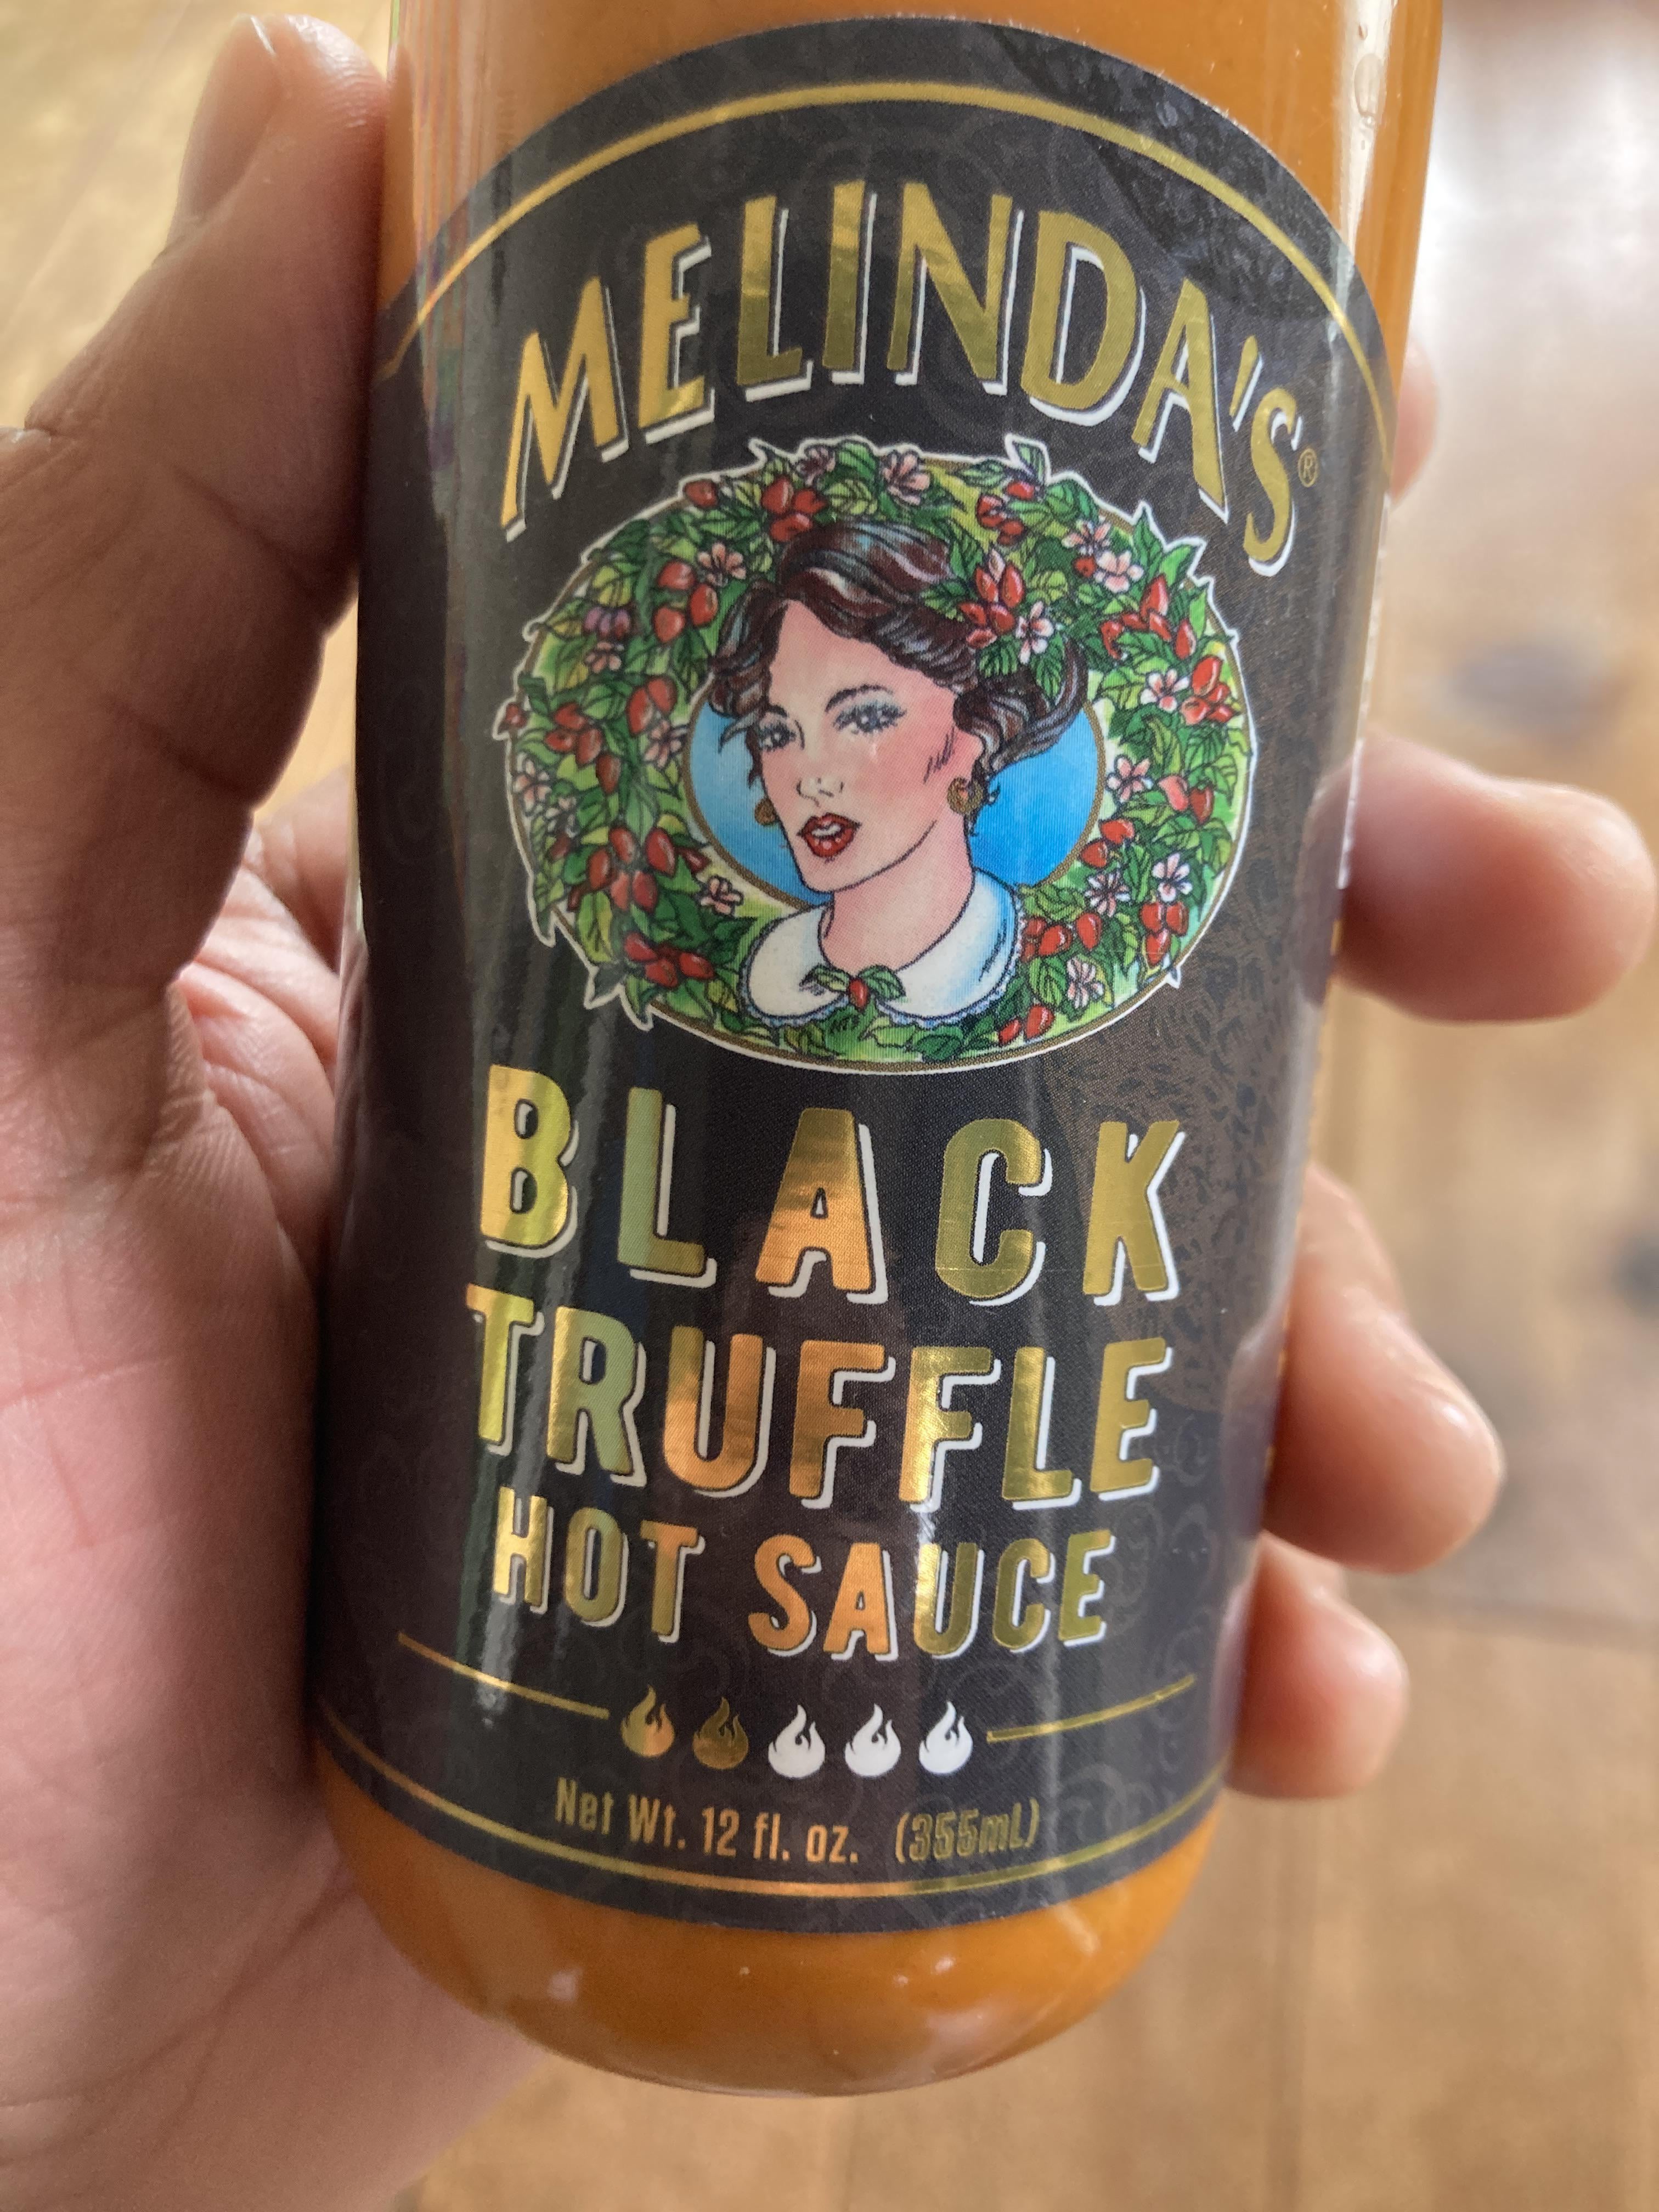 MELINDA'S®
BLACK
TRUFFLE
HOT SAUCE
Net Wt. 12 fl. oz. (355mL)